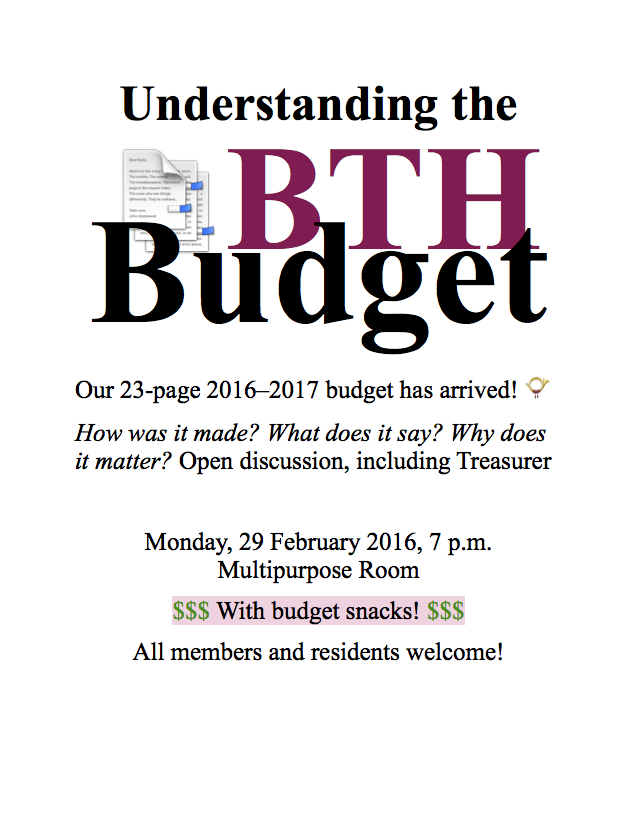 Understanding the
BTH
Budget
Our 23-page 2016–2017 budget has arrived!
How was it made? What does it say? Why does
it matter? Open discussion, including Treasurer
Monday, 29 February 2016, 7 p.m.
Multipurpose Room
$$$ With budget snacks! $$$
All members and residents welcome!